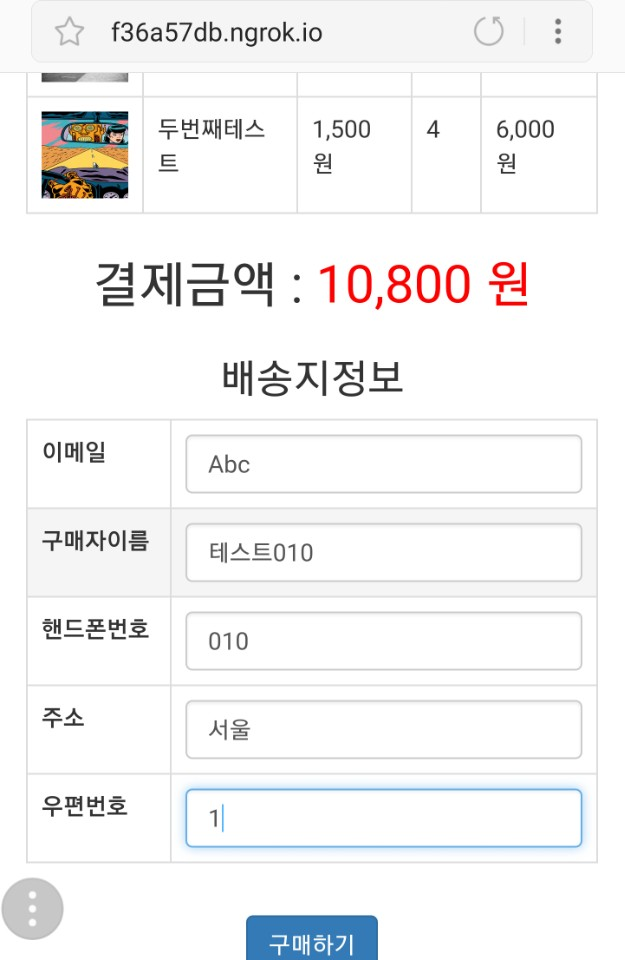 f36a57db.ngrok.io
두번째테스 1,500 4 6,000
트 원 원
결제금액 : 10,800 원
배송지정보
이메일 Abc
구매자이름 테스트010
핸드폰번호 010
주소 서울
우편번호 1
구매하기